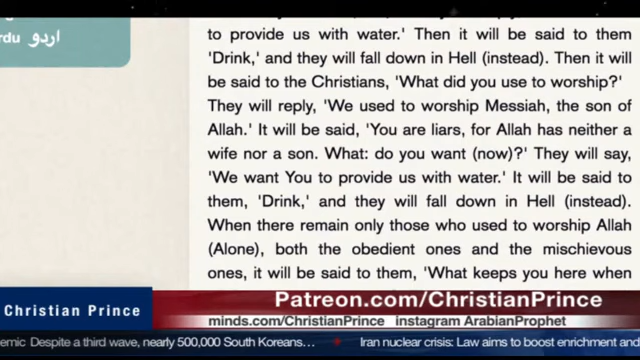 to provide us with water.' Then it will be said to them
rdu اردو
'Drink,' and they will fall down in Hell (instead). Then it will
be said to the Christians, 'What did you use to worship?'
They will reply, 'We used to worship Messiah, the son of
Allah.' It will be said, 'You are liars, for Allah has neither a
wife nor a son. What: do you want (now)?' They will say,
'We want You to provide us with water.' It will be said to
them, 'Drink,' and they will fall down in Hell (instead).
When there remain only those who used to worship Allah
(Alone), both the obedient ones and the mischievous
ones, it will be said to them, 'What keeps you here when
Christian Prince
Patreon.com/ChristianPrince
minds.com/ChristianPrince instagram ArabianProphet
emic Despite a third wave, nearly 500,000 South Koreans... Iran nuclear crisis: Law aims to boost enrichment and